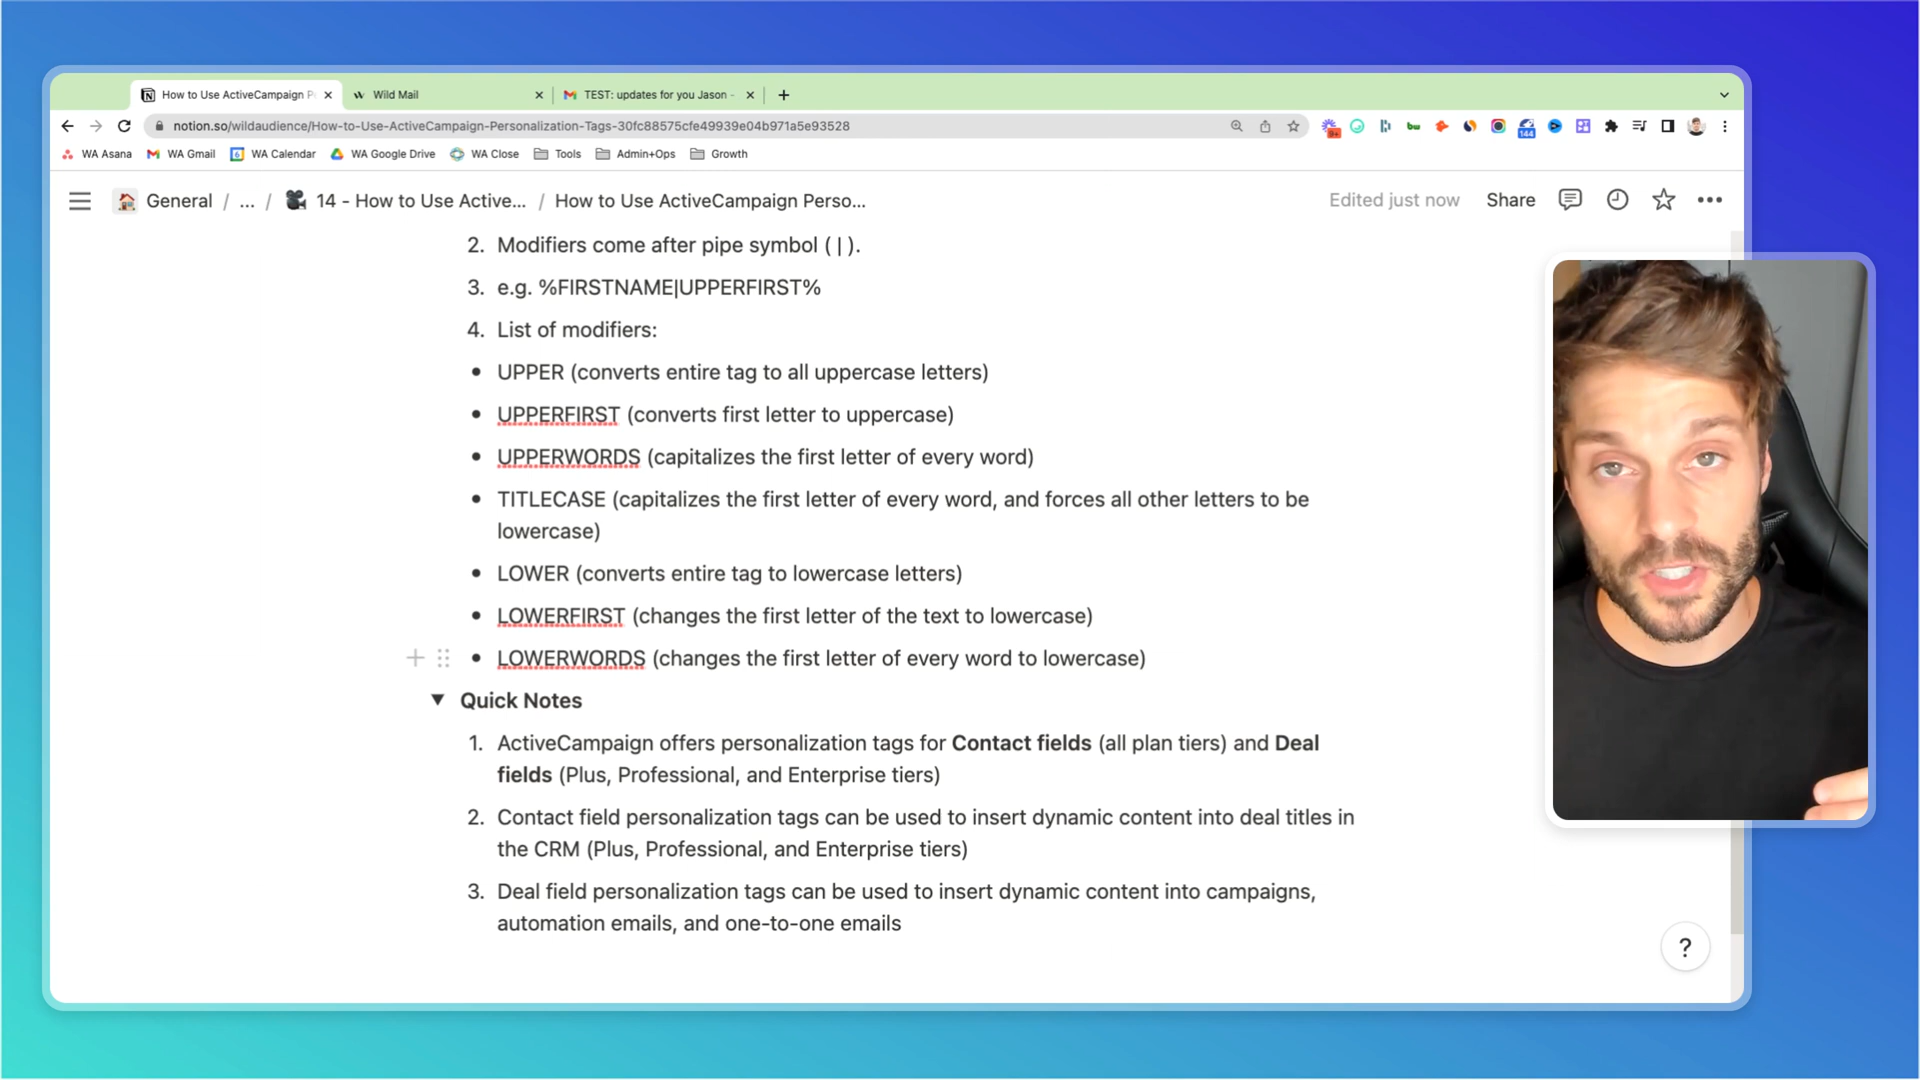 How to Use ActiveCampaign P
Wild Mail
TEST: updates for you Jason -
notion.so/wildaudience/How-to-Use-ActiveCampaign-Personalization-Tags-30fc88575cfe49939e04b971a5e93528
9+
144
WA Asana
WA Gmail
WA Calendar
WA Google Drive
WA Close
Tools
Admin+Ops
Growth
General / ... / 14 - How to Use Active... / How to Use ActiveCampaign Perso...
Edited just now
Share
2. Modifiers come after pipe symbol ( | ).
3. e.g. %FIRSTNAME|UPPERFIRST%
4. List of modifiers:
• UPPER (converts entire tag to all uppercase letters)
• UPPERFIRST (converts first letter to uppercase)
• UPPERWORDS (capitalizes the first letter of every word)
• TITLECASE (capitalizes the first letter of every word, and forces all other letters to be
lowercase)
• LOWER (converts entire tag to lowercase letters)
• LOWERFIRST (changes the first letter of the text to lowercase)
• LOWERWORDS (changes the first letter of every word to lowercase)
Quick Notes
1. ActiveCampaign offers personalization tags for Contact fields (all plan tiers) and Deal
fields (Plus, Professional, and Enterprise tiers)
2. Contact field personalization tags can be used to insert dynamic content into deal titles in
the CRM (Plus, Professional, and Enterprise tiers)
3. Deal field personalization tags can be used to insert dynamic content into campaigns,
automation emails, and one-to-one emails
?